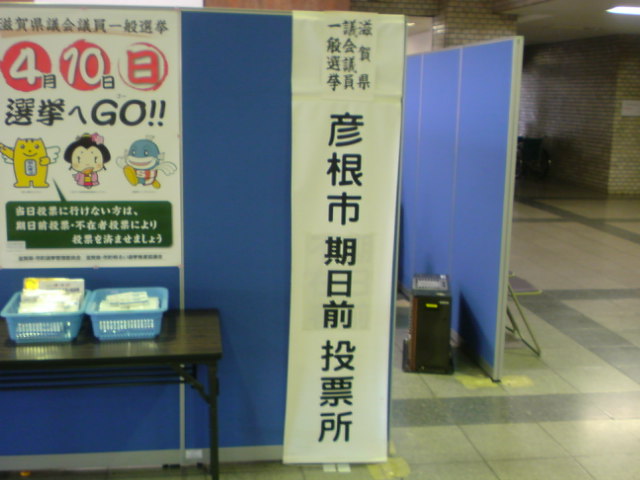 滋賀県議会議員一般選挙
4月10日日
選挙へGO!!
当日投票に行けない方は、
期日前投票・不在者投票により
投票を済ませましょう
滋賀県
議会議員
一般選挙
彦根市期日前投票所